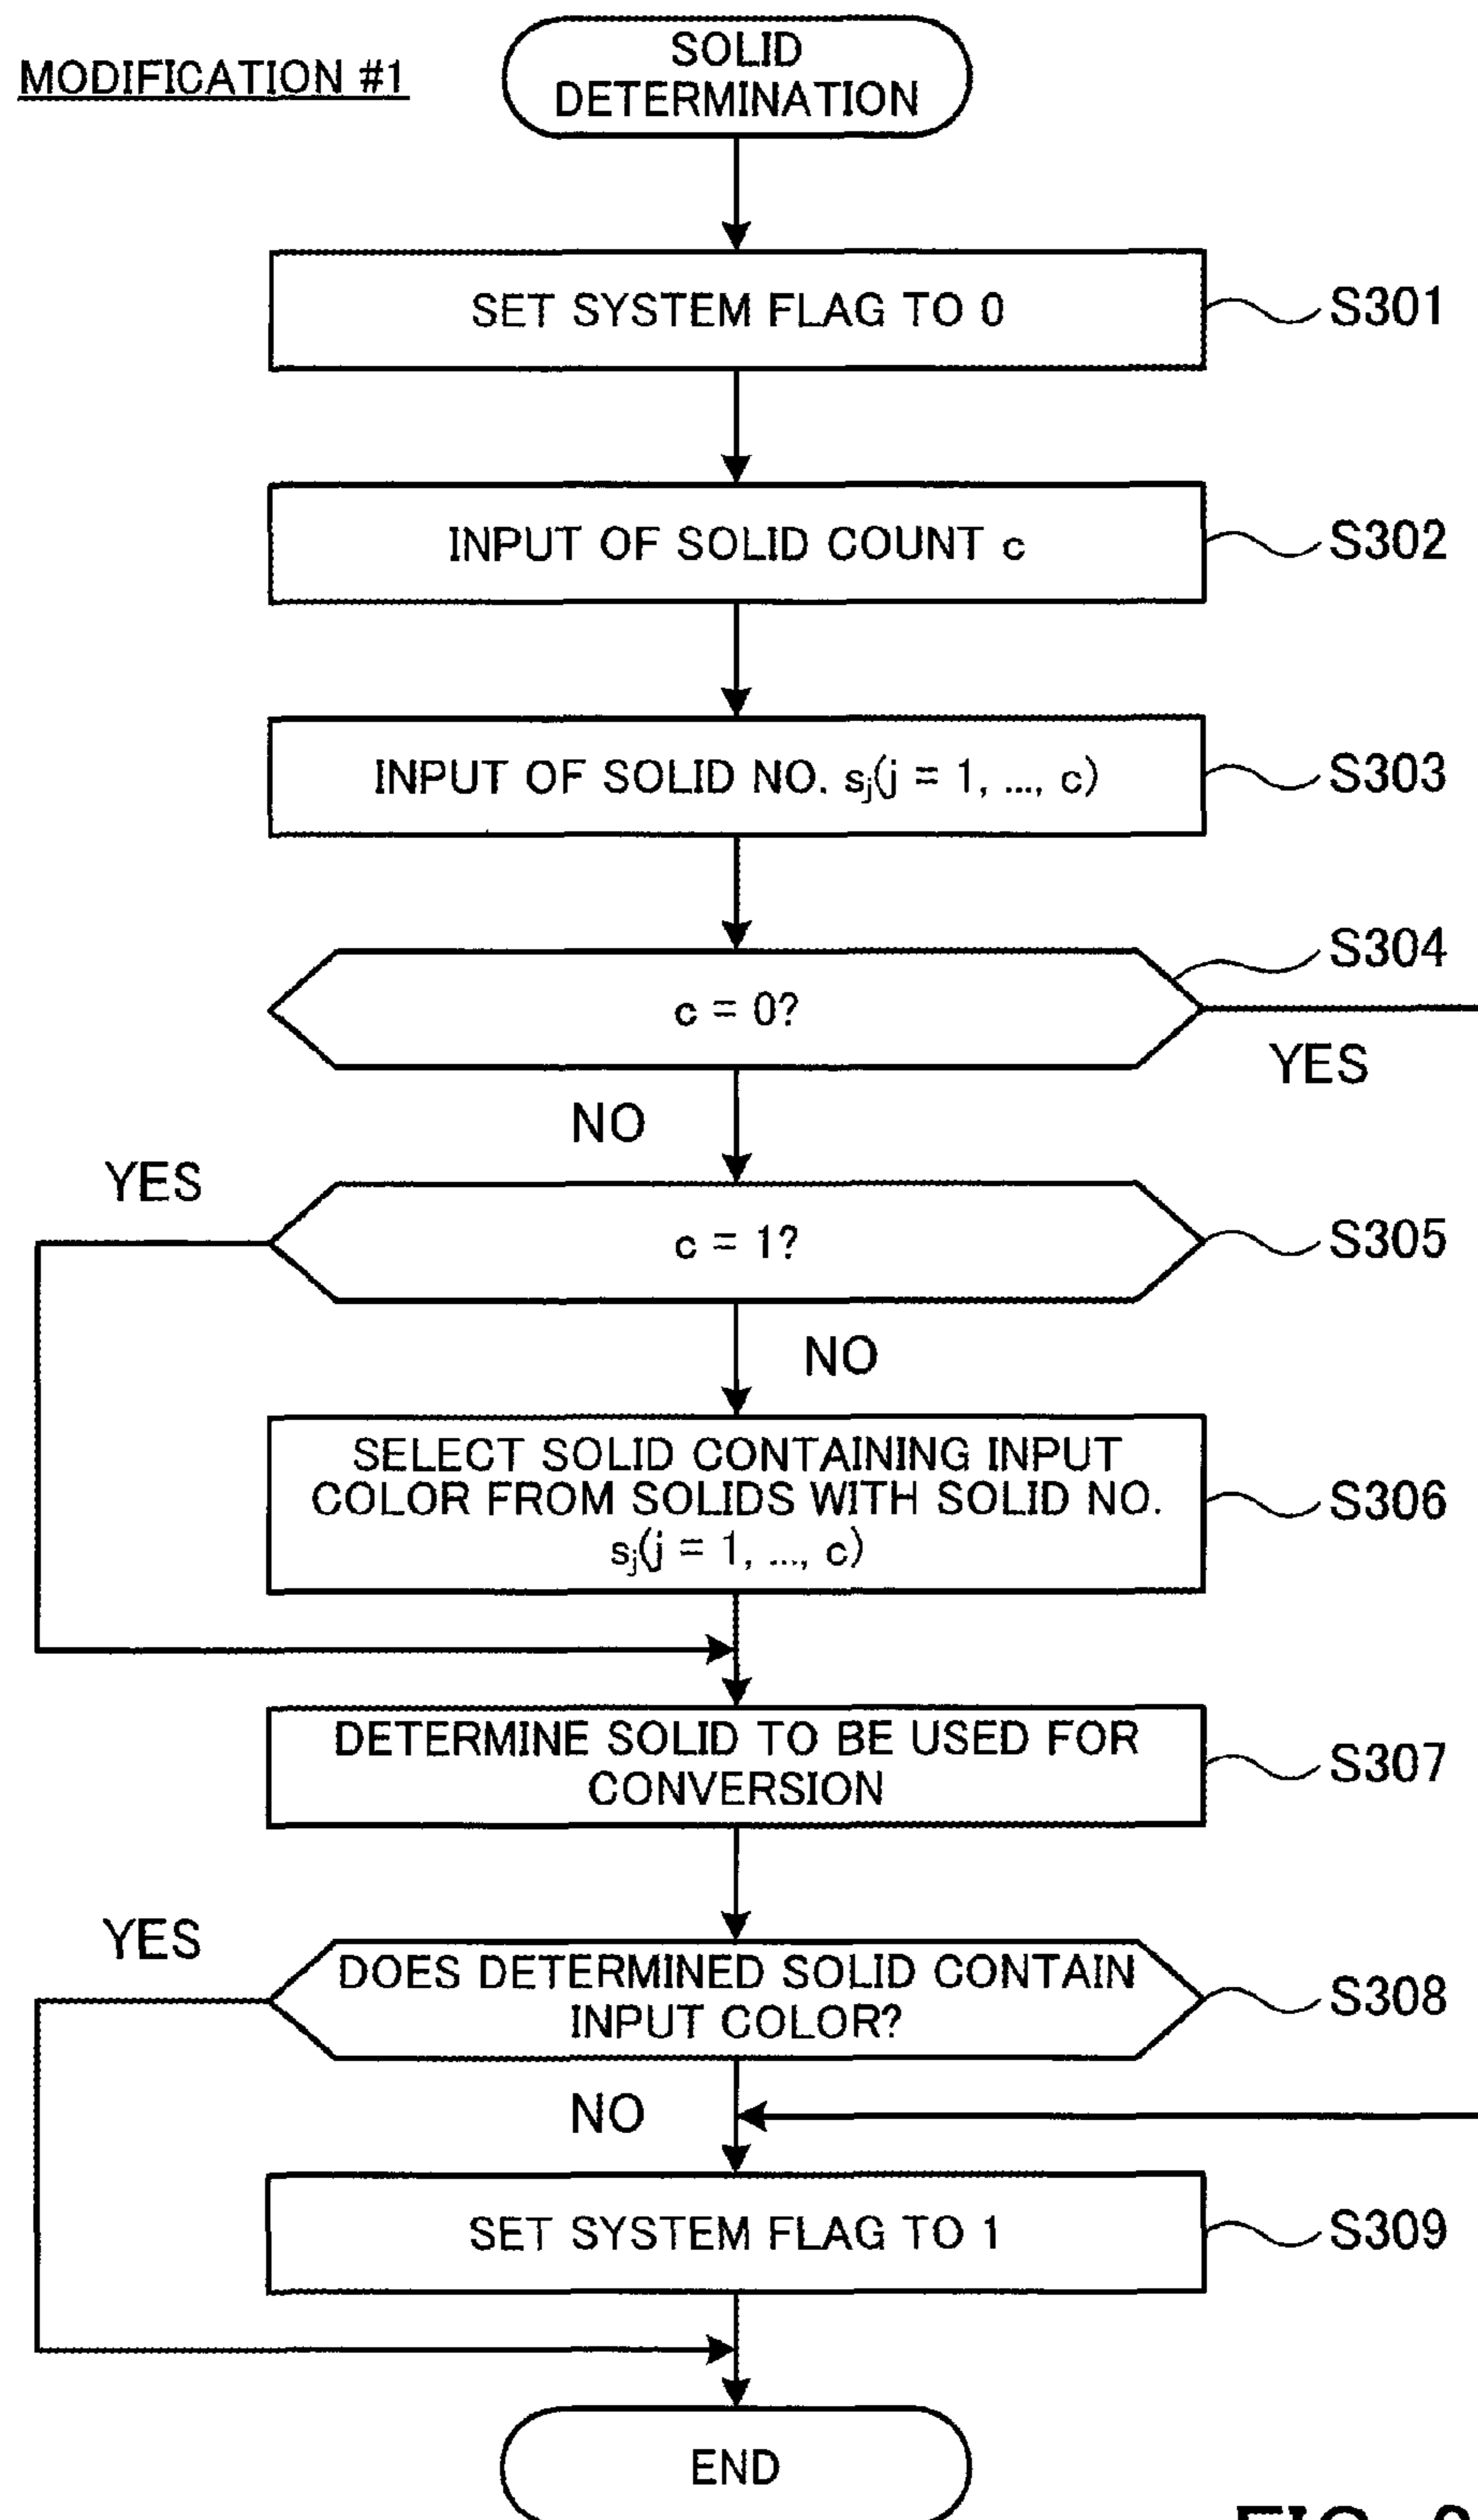 MODIFICATION #1
SOLID
DETERMINATION
SET SYSTEM FLAG TO 0
S301
INPUT OF SOLID COUNT c
S302
INPUT OF SOLID NO. sj(j = 1, ..., c)
S303
S304
c = 0?
YES
NO
YES
c = 1?
S305
NO
SELECT SOLID CONTAINING INPUT
COLOR FROM SOLIDS WITH SOLID NO.
sj(j = 1, ..., c)
S306
DETERMINE SOLID TO BE USED FOR
CONVERSION
S307
YES
DOES DETERMINED SOLID CONTAIN
INPUT COLOR?
S308
NO
SET SYSTEM FLAG TO 1
S309
END